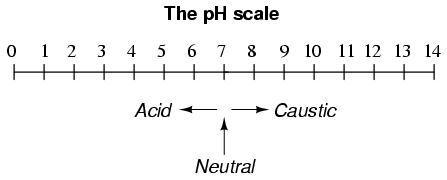 The pH scale
0 1 2 3 4 5 6 7 8 9 10 11 12 13 14
Acid Caustic
Neutral